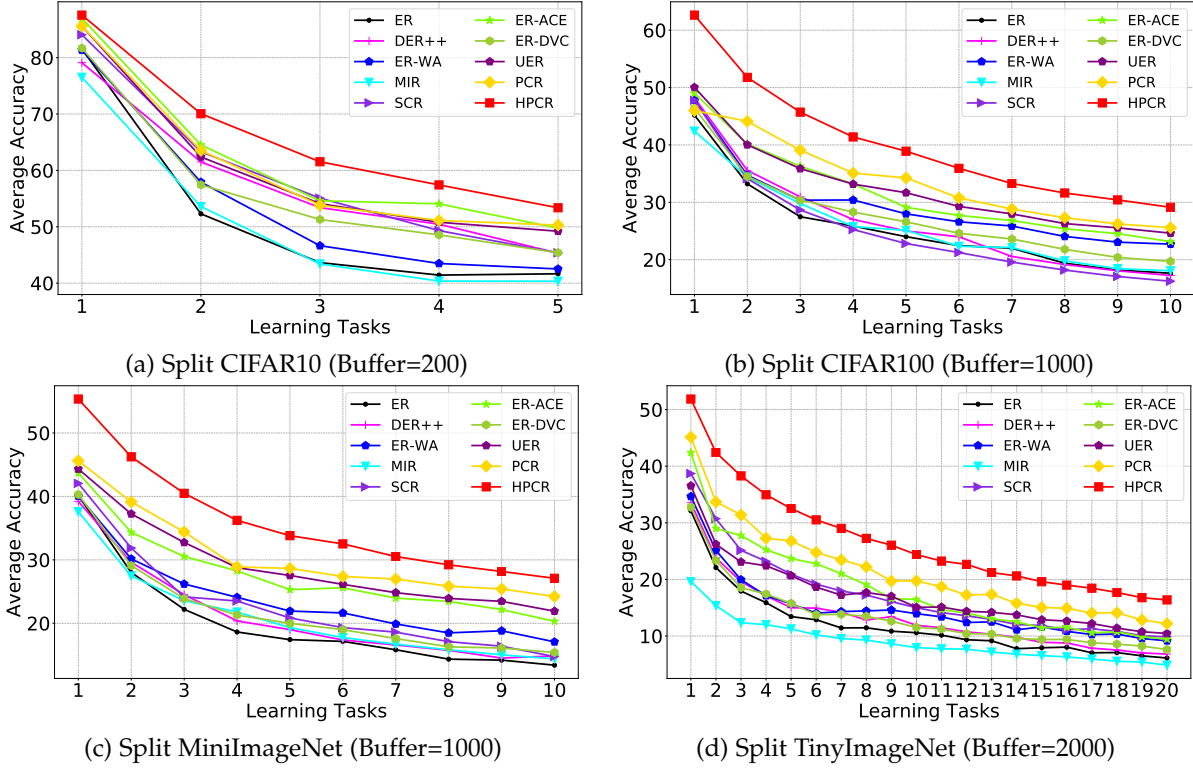 ER
DER++
ER-WA
MIR
SCR
ER-ACE
ER-DVC
UER
PCR
HPCR
Average Accuracy
80
70
60
50
40
1 2 3 4 5
Learning Tasks
(a) Split CIFAR10 (Buffer=200)
ER
DER++
ER-WA
MIR
SCR
ER-ACE
ER-DVC
UER
PCR
HPCR
Average Accuracy
60
50
40
30
20
1 2 3 4 5 6 7 8 9 10
Learning Tasks
(b) Split CIFAR100 (Buffer=1000)
ER
DER++
ER-WA
MIR
SCR
ER-ACE
ER-DVC
UER
PCR
HPCR
Average Accuracy
50
40
30
20
1 2 3 4 5 6 7 8 9 10
Learning Tasks
(c) Split MiniImageNet (Buffer=1000)
ER
DER++
ER-WA
MIR
SCR
ER-ACE
ER-DVC
UER
PCR
HPCR
Average Accuracy
50
40
30
20
10
1 2 3 4 5 6 7 8 9 10 11 12 13 14 15 16 17 18 19 20
Learning Tasks
(d) Split TinyImageNet (Buffer=2000)